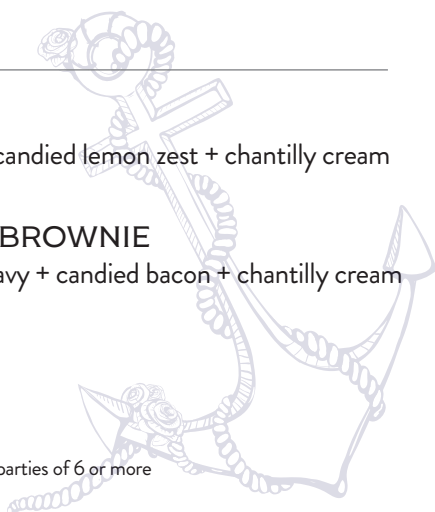 candied lemon zest + chantilly cream
BROWNIE
avy + candied bacon + chantilly cream
parties of 6 or more